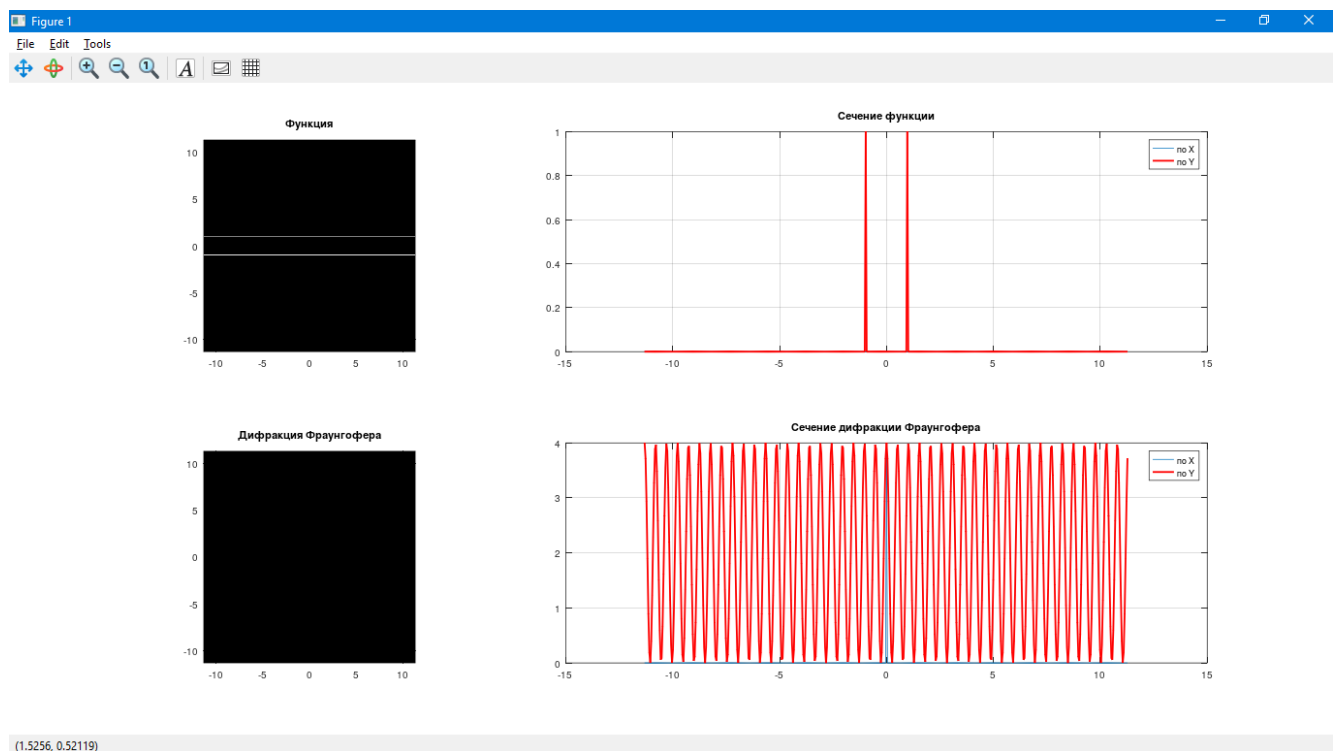 Figure 1
File Edit Tools
A
Функция
10
5
0
-5
-10
-10 -5 0 5 10
Сечение функции
1
0.8
0.6
0.4
0.2
0
-15 -10 -5 0 5 10 15
по X
по Y
Дифракция Фраунгофера
10
5
0
-5
-10
-10 -5 0 5 10
Сечение дифракции Фраунгофера
4
3
2
1
0
-15 -10 -5 0 5 10 15
по X
по Y
(1.5256, 0.52119)